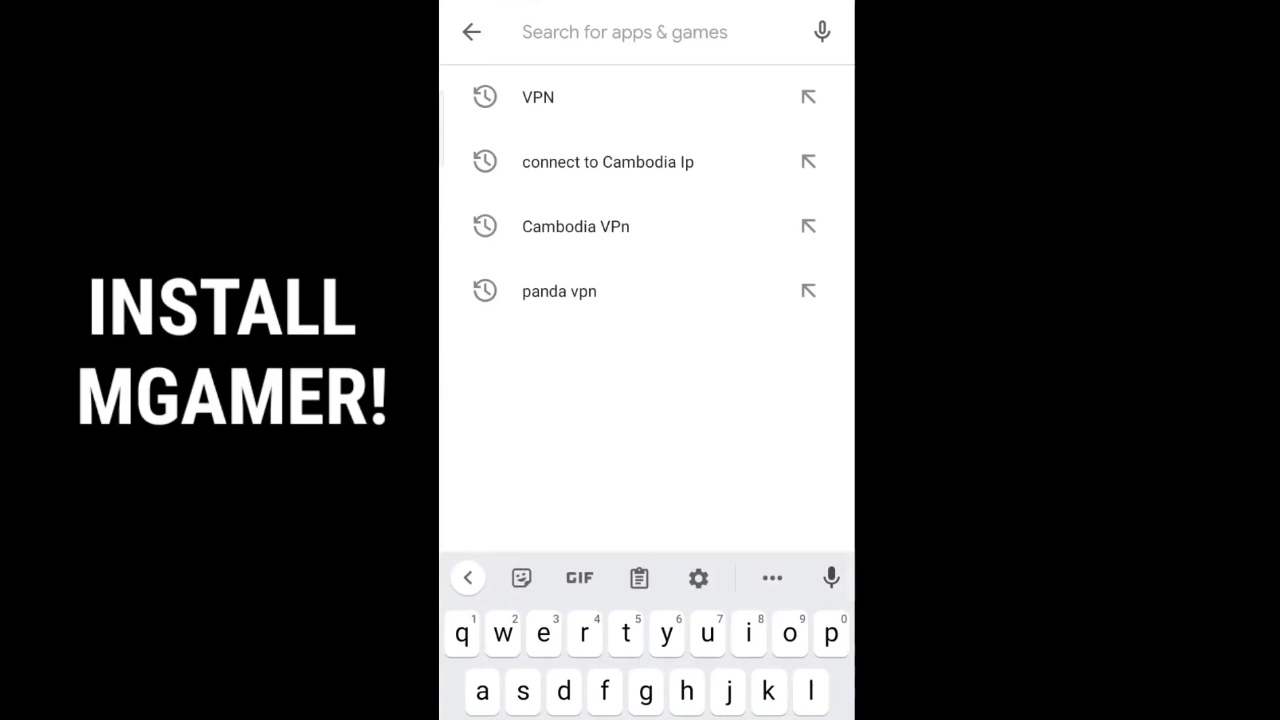 INSTALL
MGAMER!
Search for apps & games
VPN
connect to Cambodia Ip
Cambodia VPn
panda vpn
GIF
1 2 3 4 5 6 7 8 9 0
q w e r t y u i o p
a s d f g h j k l